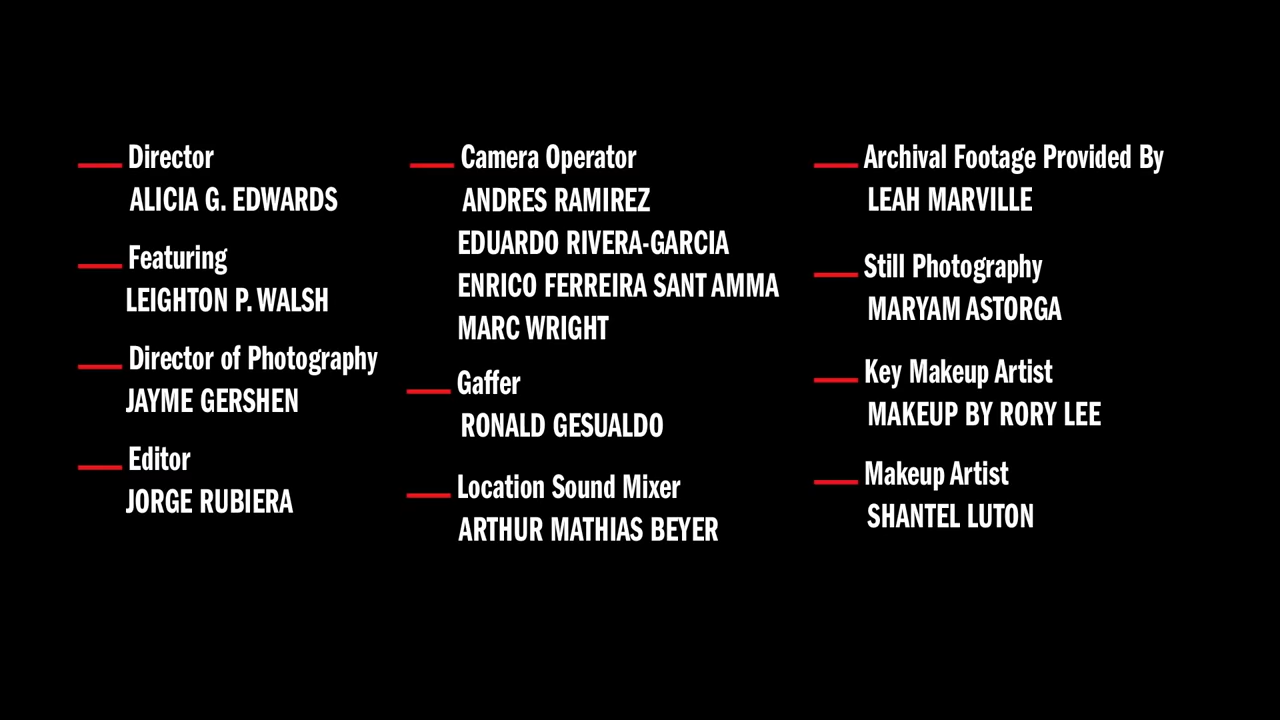 Director
ALICIA G. EDWARDS
Featuring
LEIGHTON P. WALSH
Director of Photography
JAYME GERSHEN
Editor
JORGE RUBIERA
Camera Operator
ANDRES RAMIREZ
EDUARDO RIVERA-GARCIA
ENRICO FERREIRA SANT AMMA
MARC WRIGHT
Gaffer
RONALD GESUALDO
Location Sound Mixer
ARTHUR MATHIAS BEYER
Archival Footage Provided By
LEAH MARVILLE
Still Photography
MARYAM ASTORGA
Key Makeup Artist
MAKEUP BY RORY LEE
Makeup Artist
SHANTEL LUTON